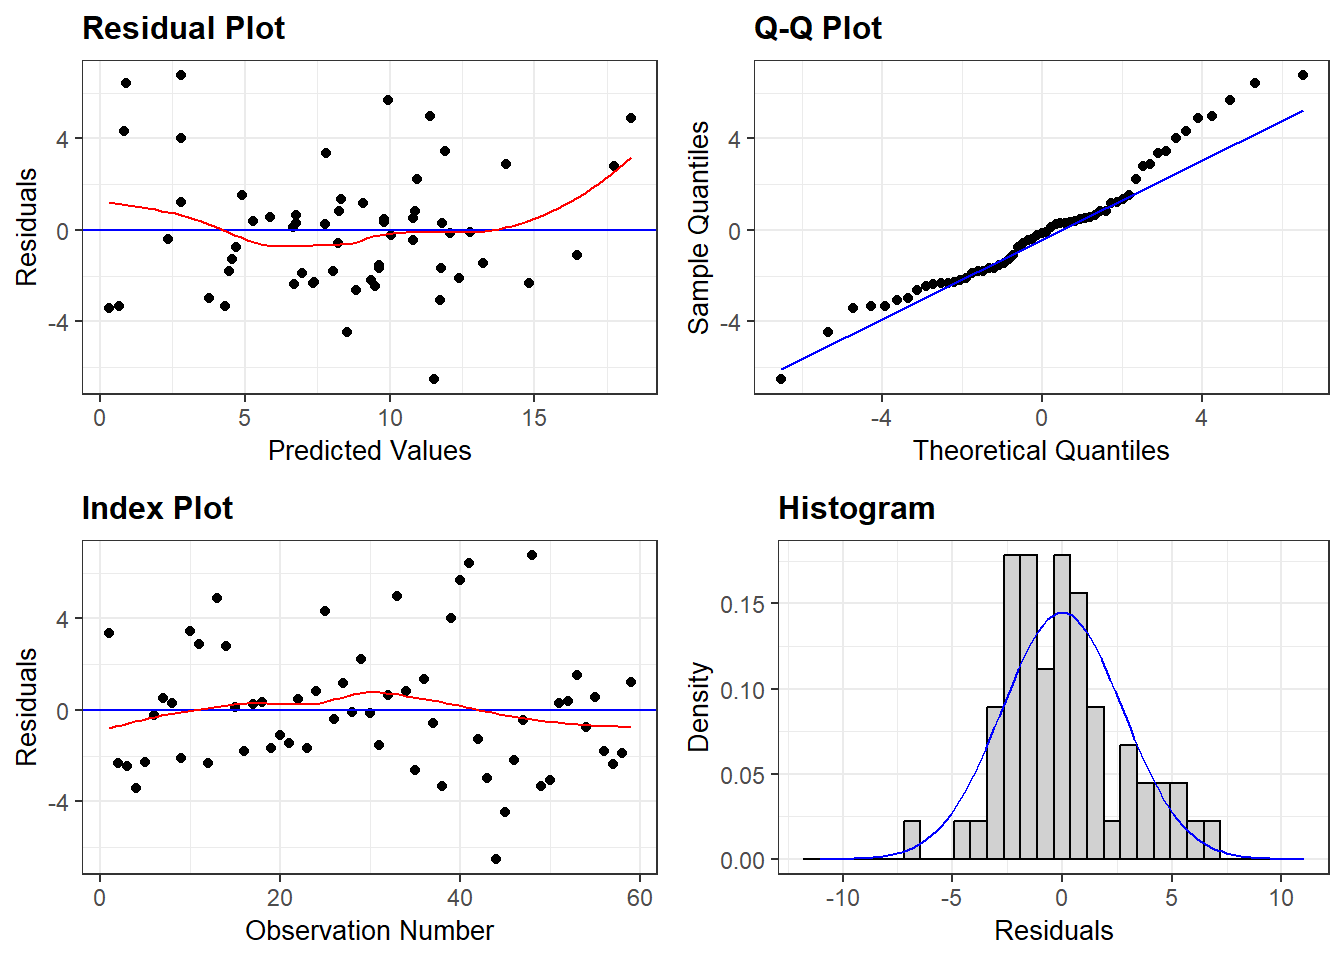 Residual Plot
4
0
-4
Residuals
0 5 10 15
Predicted Values
Q-Q Plot
4
0
-4
Sample Quantiles
-4 0 4
Theoretical Quantiles
Index Plot
4
0
-4
Residuals
0 20 40 60
Observation Number
Histogram
0.15
0.10
0.05
0.00
Density
-10 -5 0 5 10
Residuals